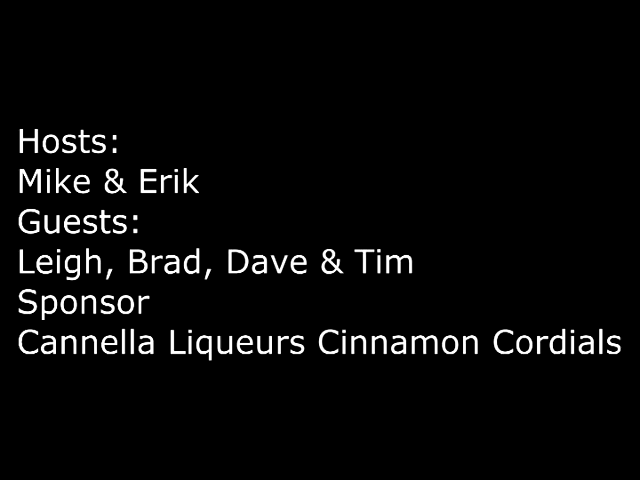 Hosts:
Mike & Erik
Guests:
Leigh, Brad, Dave & Tim
Sponsor
Cannella Liqueurs Cinnamon Cordials